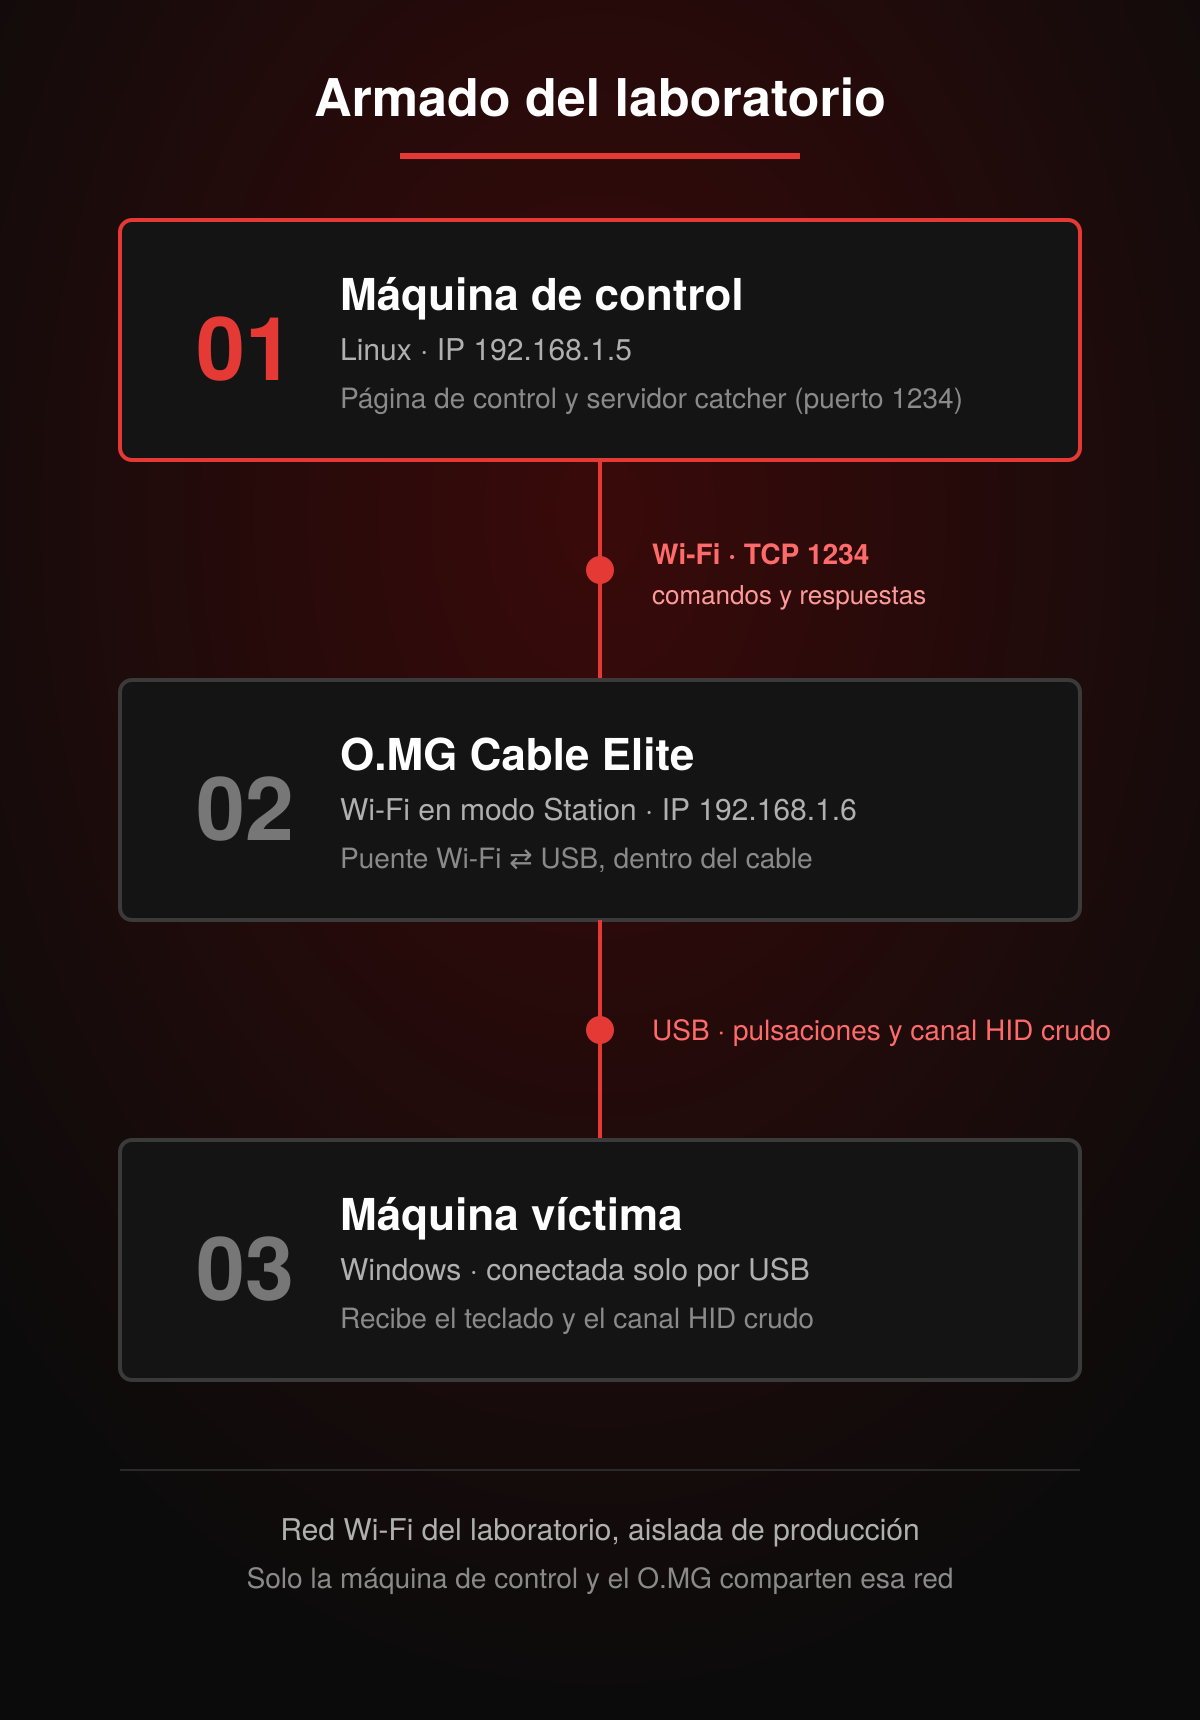 Armado del laboratorio
01
Máquina de control
Linux · IP 192.168.1.5
Página de control y servidor catcher (puerto 1234)
Wi-Fi · TCP 1234
comandos y respuestas
02
O.MG Cable Elite
Wi-Fi en modo Station · IP 192.168.1.6
Puente Wi-Fi ⇄ USB, dentro del cable
USB · pulsaciones y canal HID crudo
03
Máquina víctima
Windows · conectada solo por USB
Recibe el teclado y el canal HID crudo
Red Wi-Fi del laboratorio, aislada de producción
Solo la máquina de control y el O.MG comparten esa red